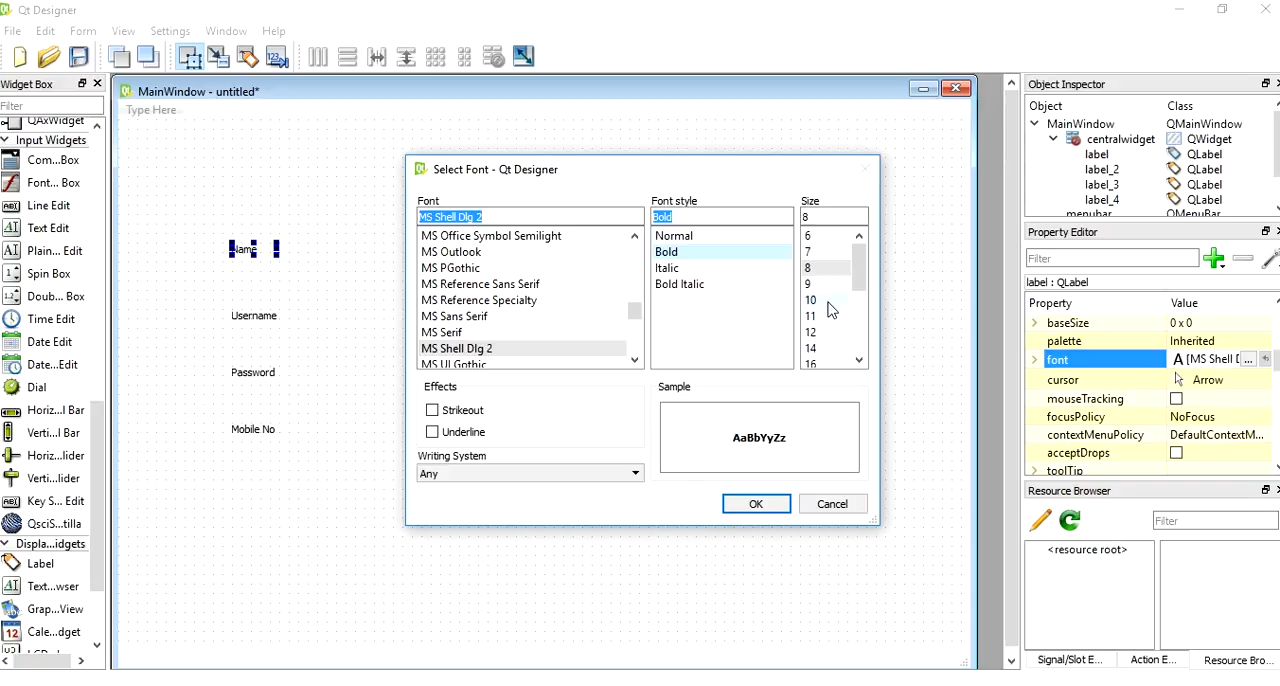 Qt Designer
File Edit Form View Settings Window Help
Widget Box
Filter
QAxWidget
Input Widgets
Com...Box
Font... Box
Line Edit
Text Edit
Plain... Edit
Spin Box
Doub... Box
Time Edit
Date Edit
Date...Edit
Dial
Horiz...l Bar
Verti...l Bar
Horiz...lider
Verti...lider
Key S... Edit
QsciS...tilla
Displa...idgets
Label
Text...wser
Grap...View
Cale...dget
MainWindow - untitled*
Type Here
Name
Username
Password
Mobile No
Select Font - Qt Designer
Font
MS Shell Dlg 2
MS Office Symbol Semilight
MS Outlook
MS PGothic
MS Reference Sans Serif
MS Reference Specialty
MS Sans Serif
MS Serif
MS Shell Dlg 2
MS UI Gothic
Font style
Bold
Normal
Bold
Italic
Bold Italic
Size
8
6
7
8
9
10
11
12
14
16
Effects
Strikeout
Underline
Writing System
Any
Sample
AaBbYyZz
OK
Cancel
Object Inspector
Object Class
MainWindow QMainWindow
centralwidget QWidget
label QLabel
label_2 QLabel
label_3 QLabel
label_4 QLabel
menubar QMenuBar
Property Editor
Filter
label : QLabel
Property Value
baseSize 0 x 0
palette Inherited
font A [MS Shell D ...
cursor Arrow
mouseTracking
focusPolicy NoFocus
contextMenuPolicy DefaultContextM...
acceptDrops
toolTip
Resource Browser
Filter
<resource root>
Signal/Slot E... Action E... Resource Bro...